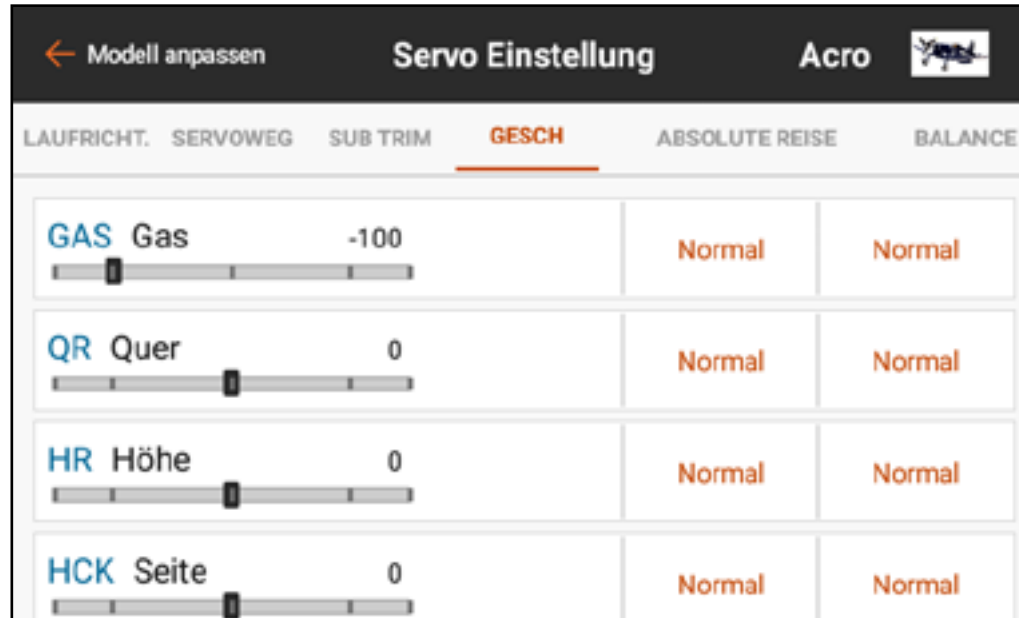 ← Modell anpassen Servo Einstellung Acro
LAUFRICHT. SERVOWEG SUB TRIM GESCH ABSOLUTE REISE BALANCE
GAS Gas -100 Normal Normal
QR Quer 0 Normal Normal
HR Höhe 0 Normal Normal
HCK Seite 0 Normal Normal